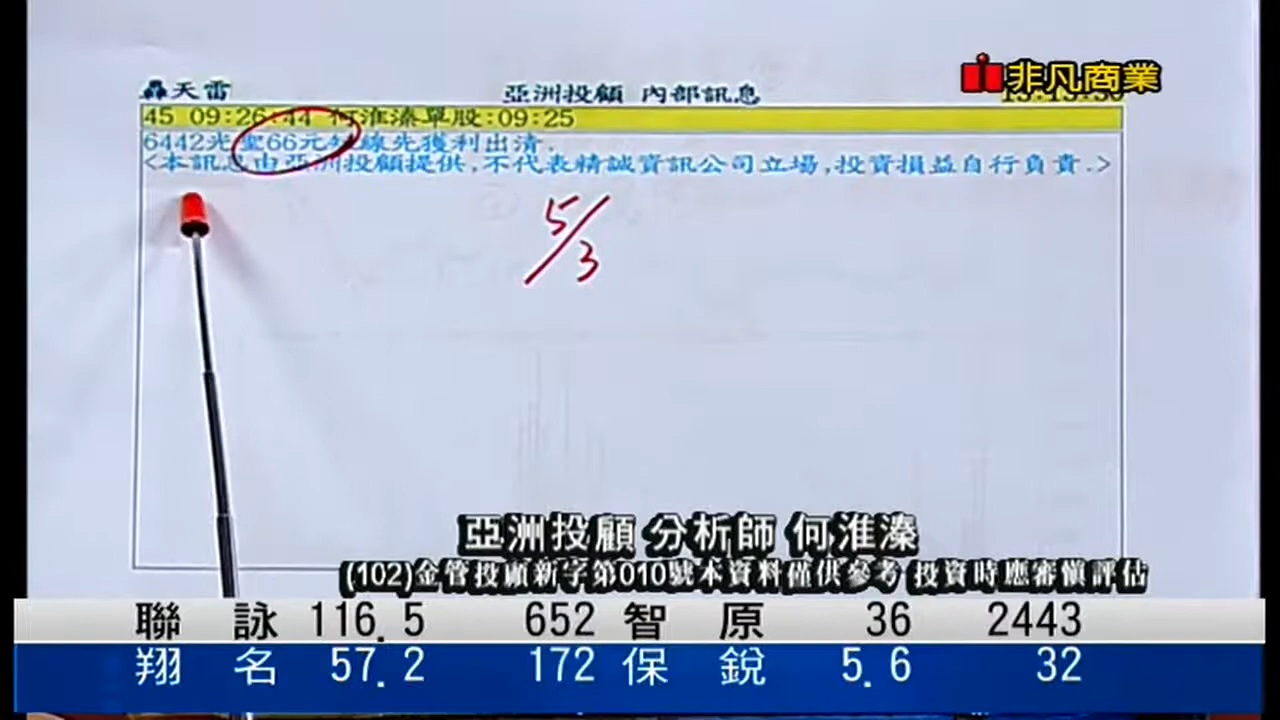 非凡商業
轟天雷
亞洲投顧 內部訊息
45 09:26:44 何淮溱單股:09:25
6442光聖66元短線先獲利出清.
<本訊息由亞洲投顧提供,不代表精誠資訊公司立場,投資損益自行負責.>
5/3
亞洲投顧 分析師 何淮溱
(102)金管投顧新字第010號本資料僅供參考 投資時應審慎評估
聯詠 116.5 652 智原 36 2443
翔名 57.2 172 保銳 5.6 32